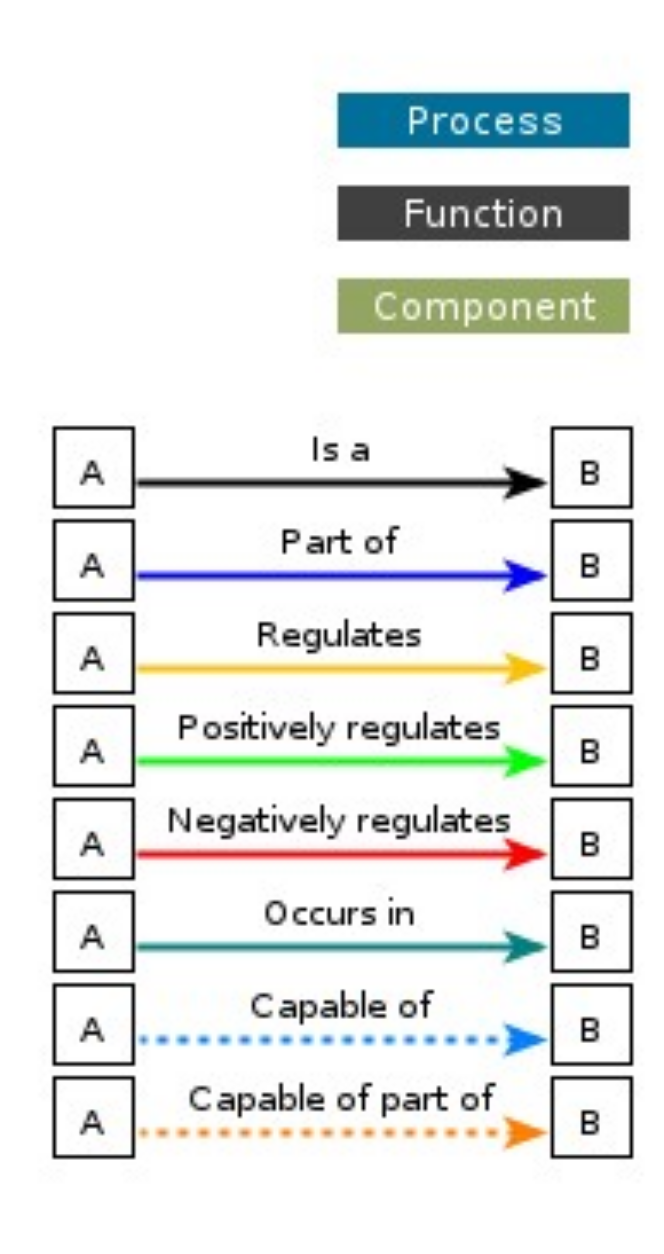 Process
Function
Component
A Is a B
A Part of B
A Regulates B
A Positively regulates B
A Negatively regulates B
A Occurs in B
A Capable of B
A Capable of part of B